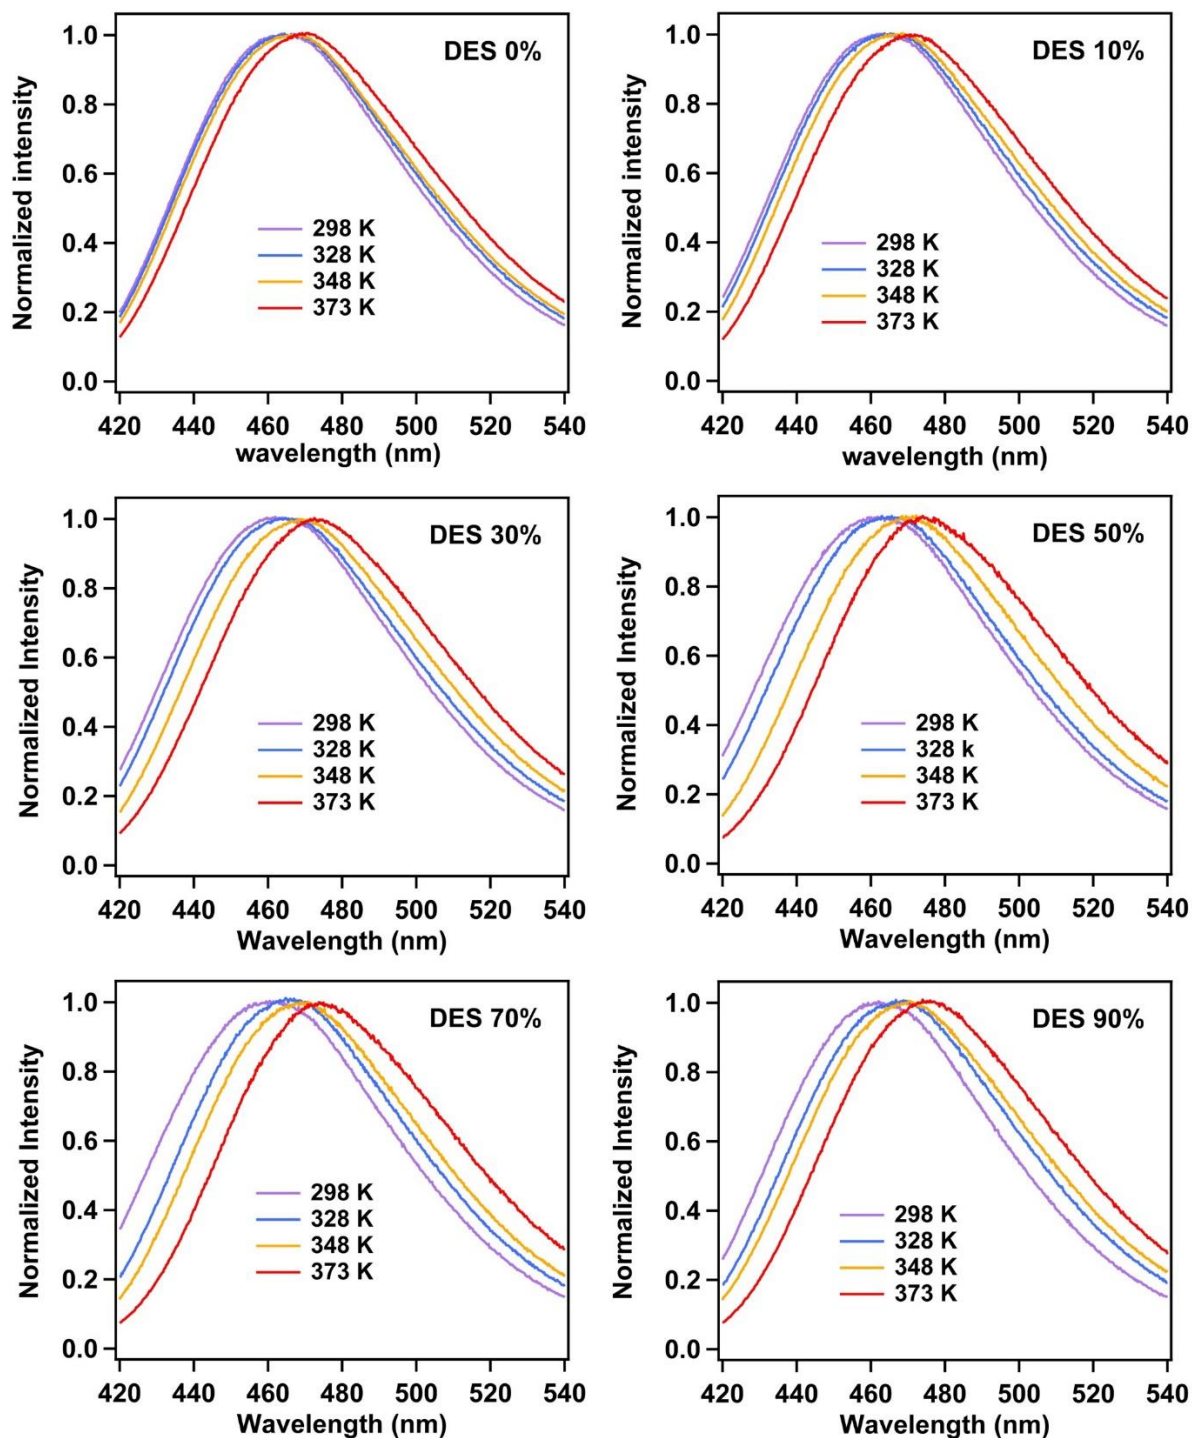 Normalized intensity
1.0
0.8
0.6
0.4
0.2
0.0
DES 0%
298 K
328 K
348 K
373 K
420 440 460 480 500 520 540
wavelength (nm)
Normalized intensity
1.0
0.8
0.6
0.4
0.2
0.0
DES 10%
298 K
328 K
348 K
373 K
420 440 460 480 500 520 540
wavelength (nm)
Normalized Intensity
1.0
0.8
0.6
0.4
0.2
0.0
DES 30%
298 K
328 K
348 K
373 K
420 440 460 480 500 520 540
Wavelength (nm)
Normalized Intensity
1.0
0.8
0.6
0.4
0.2
0.0
DES 50%
298 K
328 k
348 K
373 K
420 440 460 480 500 520 540
Wavelength (nm)
Normalized Intensity
1.0
0.8
0.6
0.4
0.2
0.0
DES 70%
298 K
328 K
348 K
373 K
420 440 460 480 500 520 540
Wavelength (nm)
Normalized Intensity
1.0
0.8
0.6
0.4
0.2
0.0
DES 90%
298 K
328 K
348 K
373 K
420 440 460 480 500 520 540
Wavelength (nm)